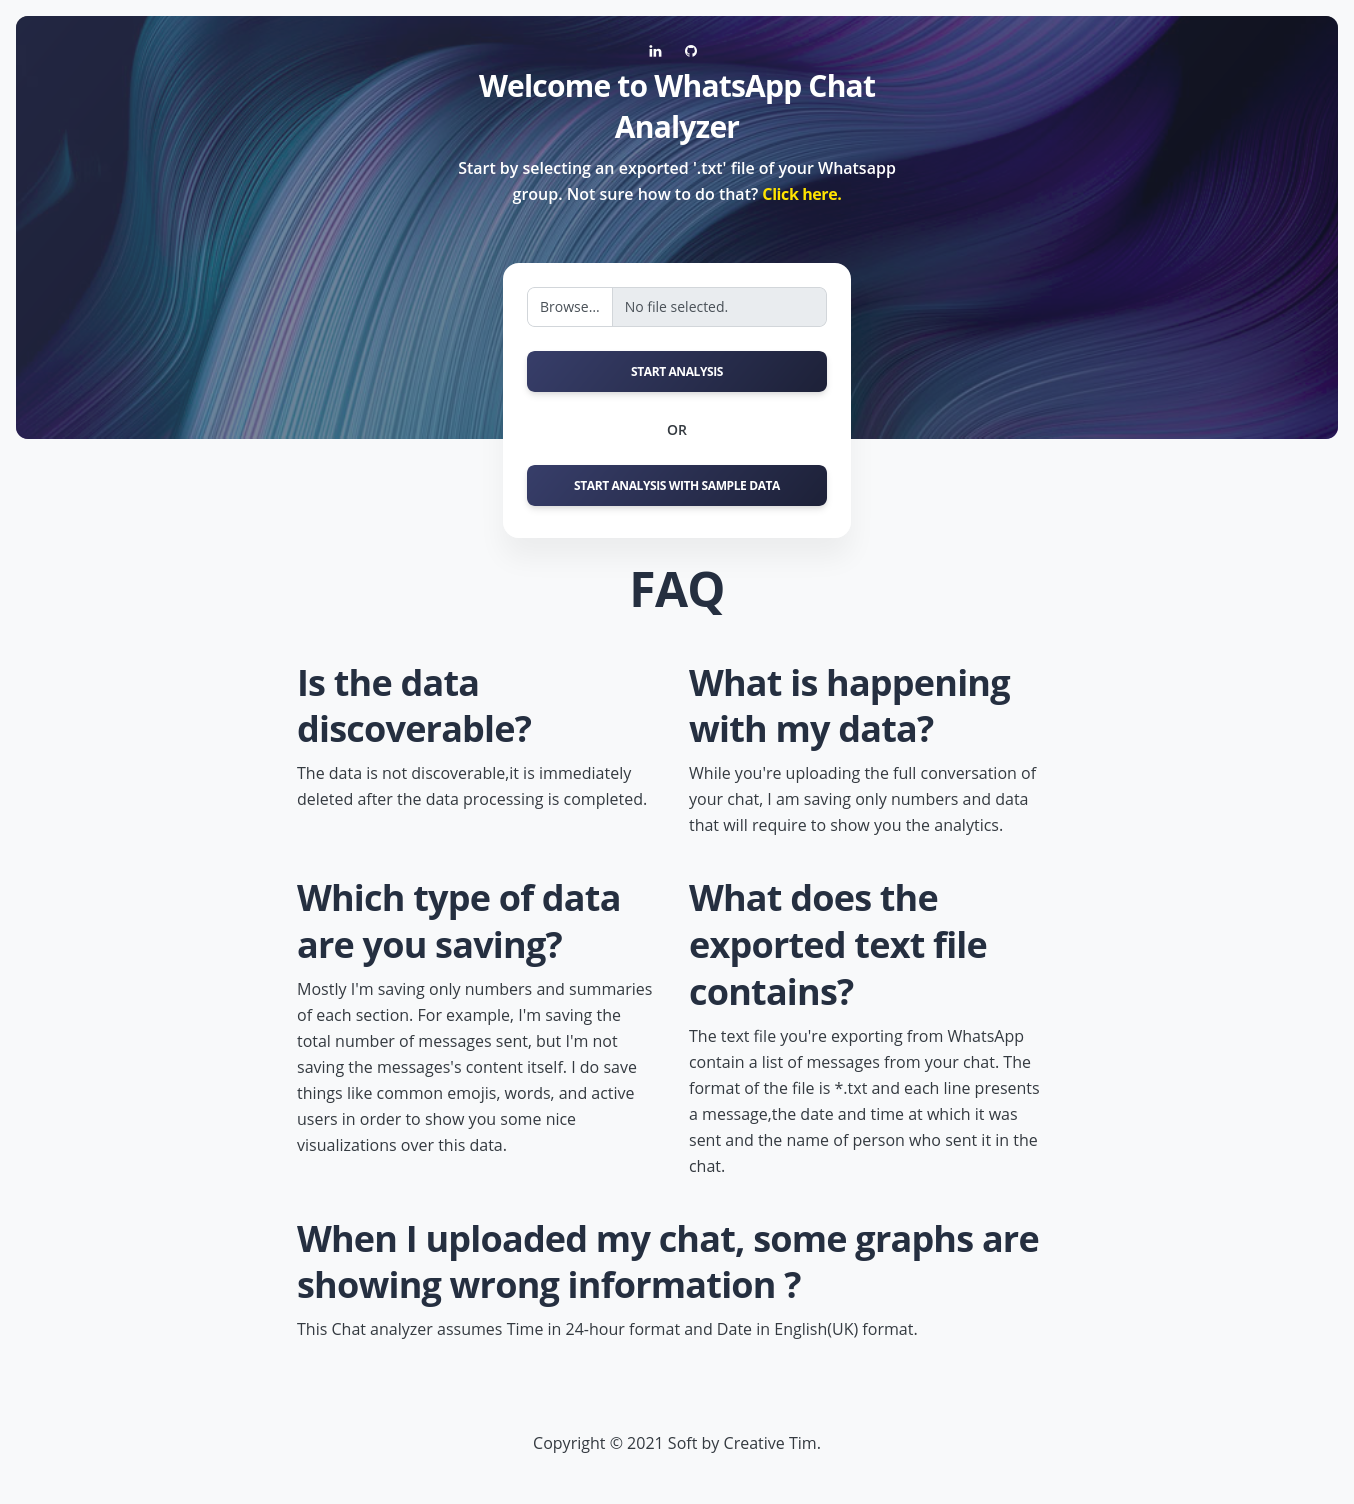 Welcome to WhatsApp Chat
Analyzer
Start by selecting an exported '.txt' file of your Whatsapp
group. Not sure how to do that? Click here.
Browse... No file selected.
START ANALYSIS
OR
START ANALYSIS WITH SAMPLE DATA
FAQ
Is the data
discoverable?
The data is not discoverable,it is immediately
deleted after the data processing is completed.
What is happening
with my data?
While you're uploading the full conversation of
your chat, I am saving only numbers and data
that will require to show you the analytics.
Which type of data
are you saving?
Mostly I'm saving only numbers and summaries
of each section. For example, I'm saving the
total number of messages sent, but I'm not
saving the messages's content itself. I do save
things like common emojis, words, and active
users in order to show you some nice
visualizations over this data.
What does the
exported text file
contains?
The text file you're exporting from WhatsApp
contain a list of messages from your chat. The
format of the file is *.txt and each line presents
a message,the date and time at which it was
sent and the name of person who sent it in the
chat.
When I uploaded my chat, some graphs are
showing wrong information ?
This Chat analyzer assumes Time in 24-hour format and Date in English(UK) format.
Copyright © 2021 Soft by Creative Tim.